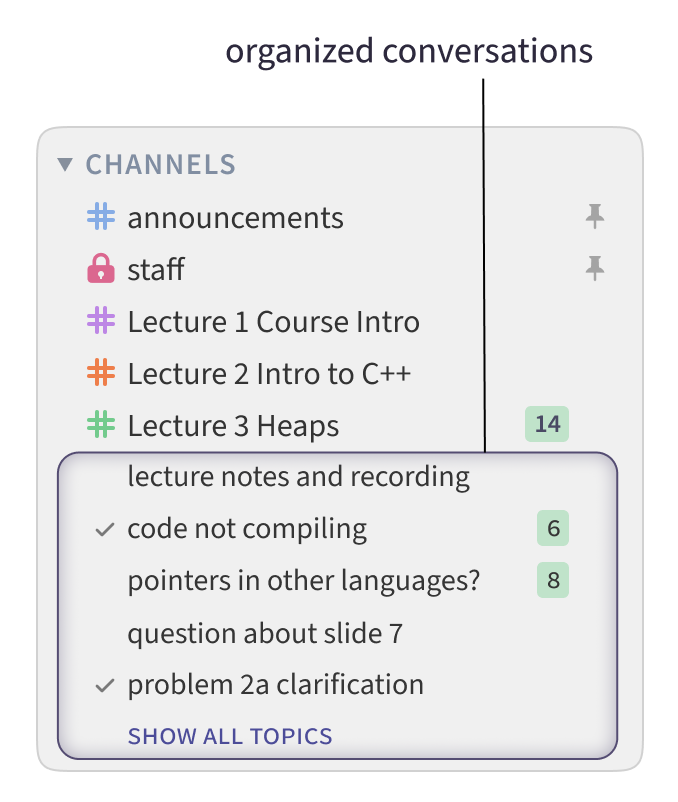 organized conversations
CHANNELS
announcements
staff
Lecture 1 Course Intro
Lecture 2 Intro to C++
Lecture 3 Heaps 14
lecture notes and recording
code not compiling 6
pointers in other languages? 8
question about slide 7
problem 2a clarification
SHOW ALL TOPICS